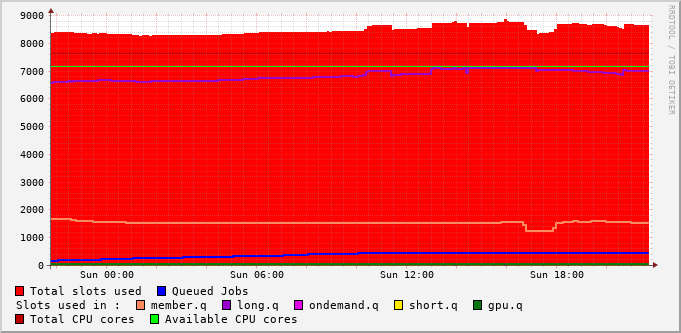 RRDTOOL / TOBI OETIKER
9000
8000
7000
6000
5000
4000
3000
2000
1000
0
Sun 00:00 Sun 06:00 Sun 12:00 Sun 18:00
Total slots used Queued Jobs
Slots used in : member.q long.q ondemand.q short.q gpu.q
Total CPU cores Available CPU cores